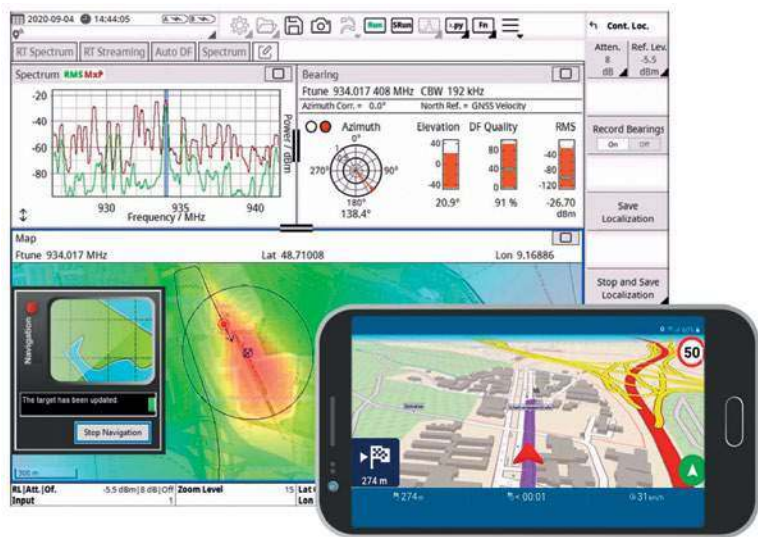 2020-09-04 14:44:05
Run SRun .py Fn
Cont. Loc.
RT Spectrum RT Streaming Auto DF Spectrum
Atten. Ref. Lev.
8 -5.5
dB dBm
Spectrum RMS MxP
Bearing
Ftune 934.017 408 MHz CBW 192 kHz
Azimuth Corr. = 0.0° North Ref. = GNSS Velocity
-20
-40
-60
-80
Power / dBm
930 935 940
Frequency / MHz
Azimuth Elevation DF Quality RMS
0°
270° 90°
180°
138.4°
40
0
-40
20.9°
80
40
0
91 %
-40
-80
-120
-26.70
dBm
Record Bearings
On Off
Save
Localization
Stop and Save
Localization
Map
Ftune 934.017 MHz Lat 48.71008 Lon 9.16886
Navigation
The target has been updated.
Stop Navigation
500 m
RL|Att.|Of. -5.5 dBm|8 dB|Off Zoom Level 15 Lat
Input 1 Lon
50
274 m
274 m < 00:01 31 km/h